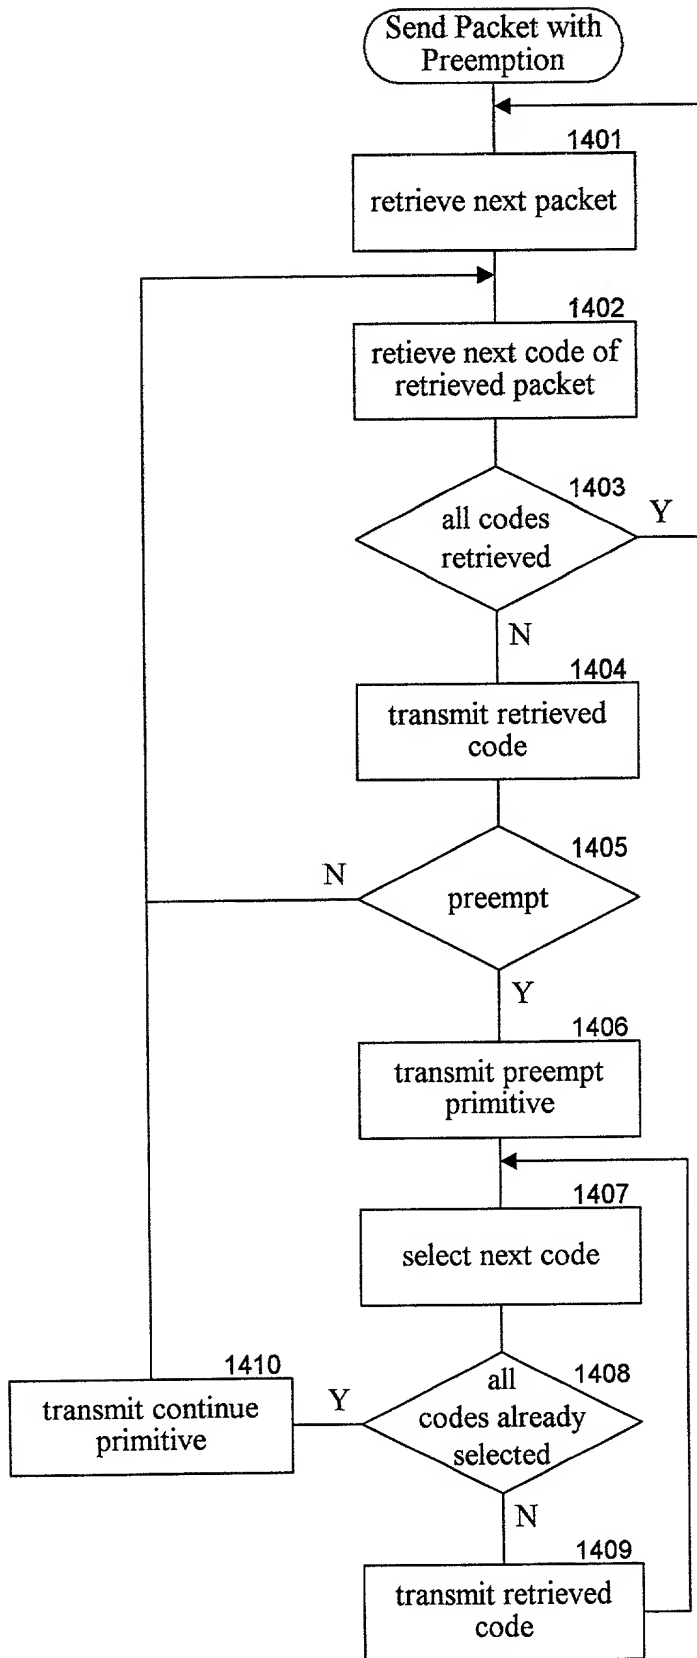 Send Packet with
Preemption
1401
retrieve next packet
1402
retieve next code of
retrieved packet
1403
all codes
retrieved
Y
N
1404
transmit retrieved
code
1405
preempt
N
Y
1406
transmit preempt
primitive
1407
select next code
1408
all
codes already
selected
Y
N
1410
transmit continue
primitive
1409
transmit retrieved
code